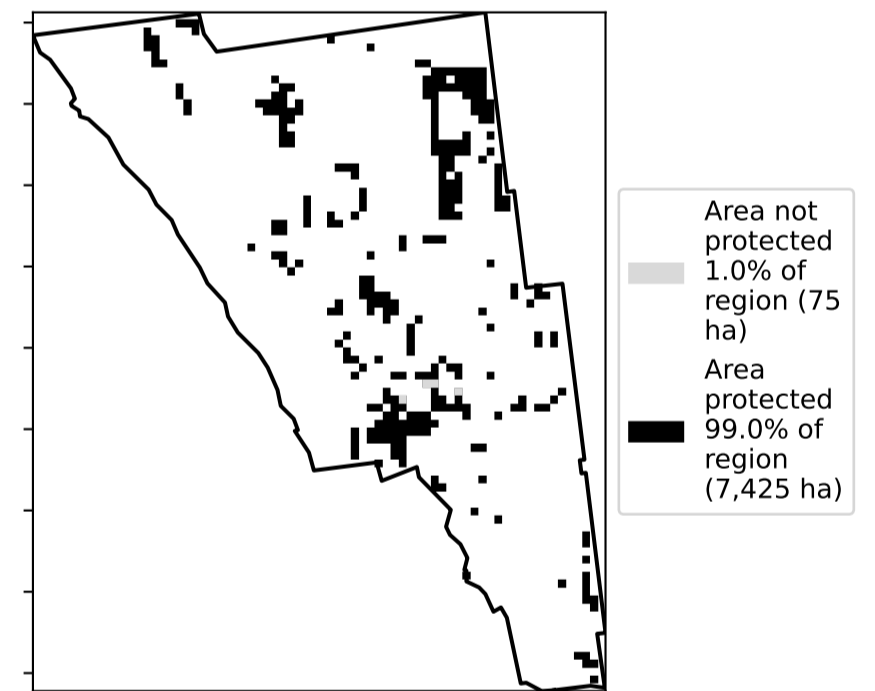 Area not
protected
1.0% of
region (75
ha)
Area
protected
99.0% of
region
(7,425 ha)